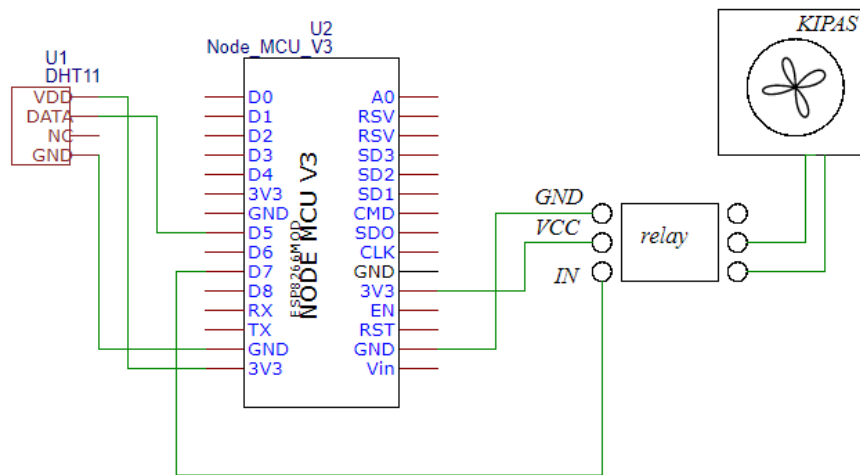 U1
DHT11
VDD
DATA
NC
GND
U2
Node_MCU_V3
D0
D1
D2
D3
D4
3V3
GND
D5
D6
D7
D8
RX
TX
GND
3V3
NODE MCU V3
ESP8266MOD
A0
RSV
RSV
SD3
SD2
SD1
CMD
SDO
CLK
GND
3V3
EN
RST
GND
Vin
GND
VCC
IN
relay
KIPAS